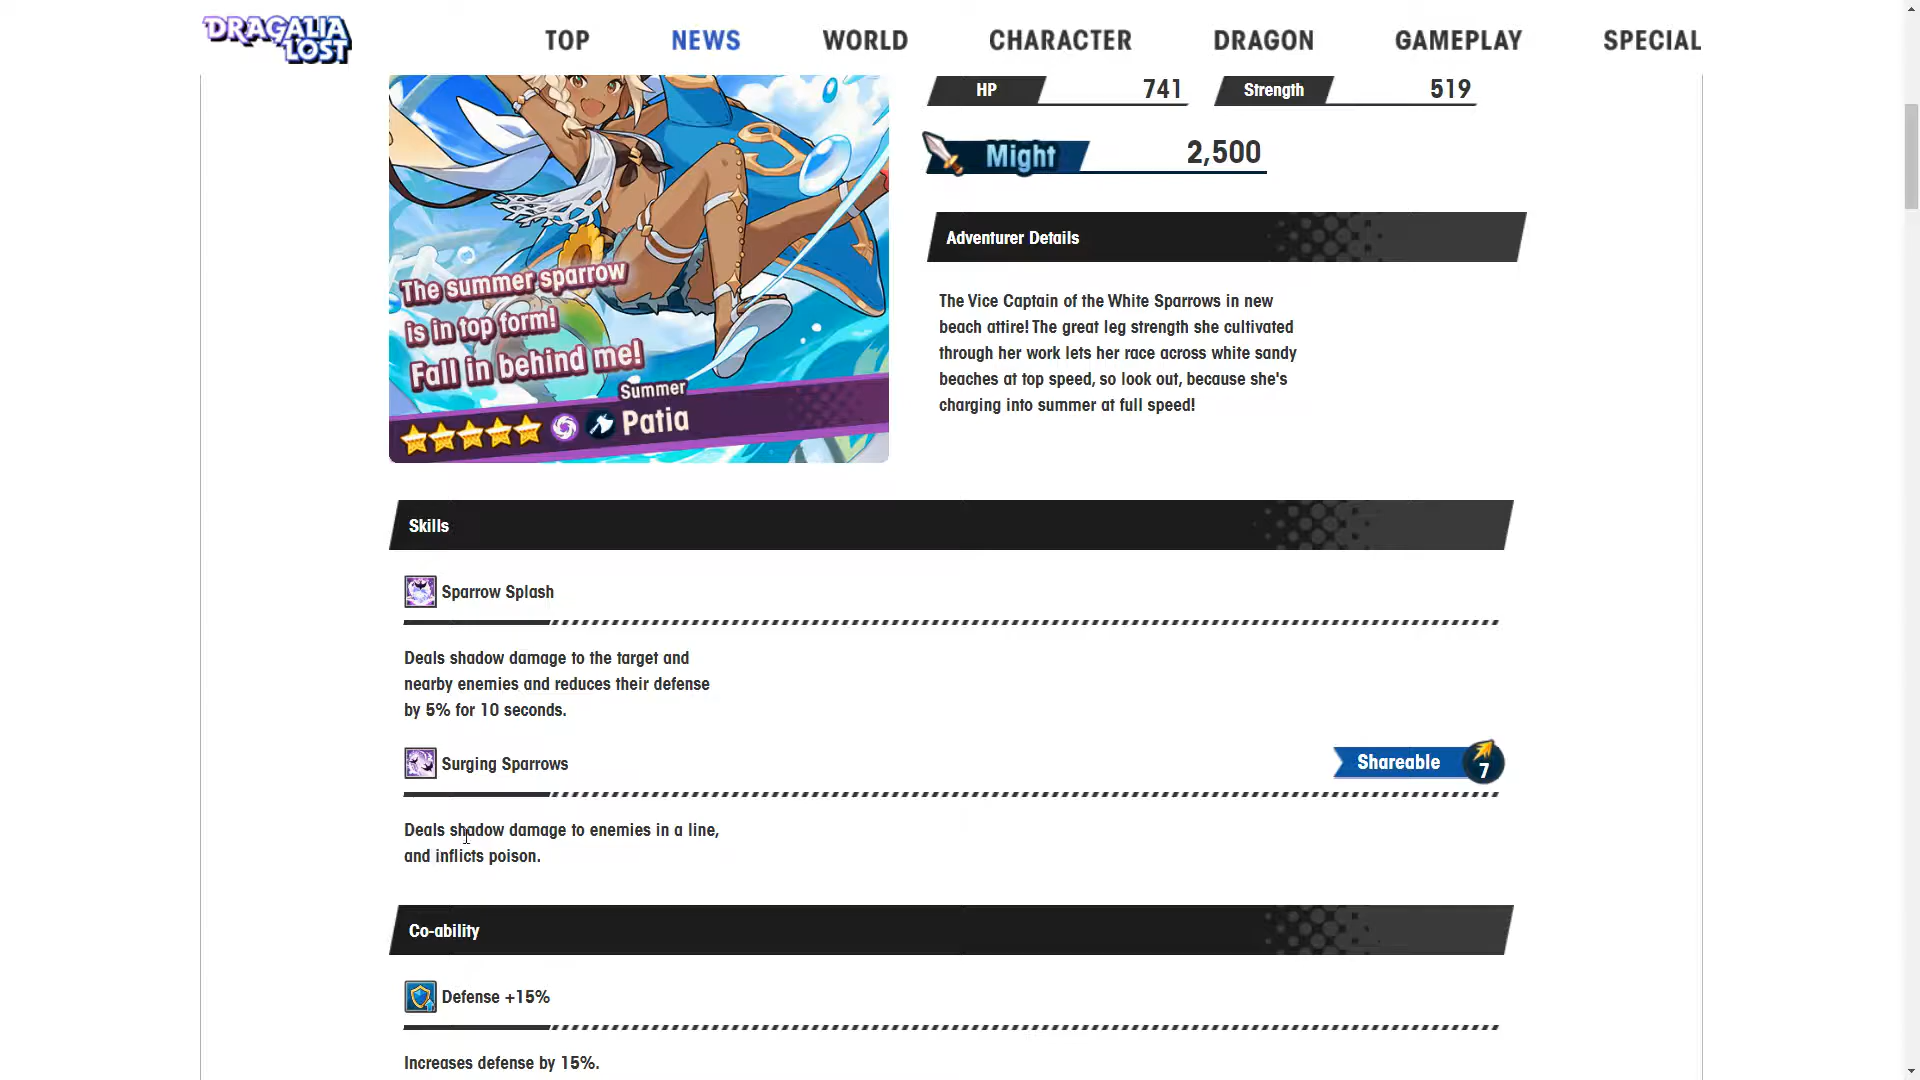 DRAGALIA LOST
TOP NEWS WORLD CHARACTER DRAGON GAMEPLAY SPECIAL
HP 741 Strength 519
Might 2,500
Adventurer Details
The Vice Captain of the White Sparrows in new
beach attire! The great leg strength she cultivated
through her work lets her race across white sandy
beaches at top speed, so look out, because she's
charging into summer at full speed!
The summer sparrow
is in top form!
Fall in behind me!
Summer
Patia
Skills
Sparrow Splash
Deals shadow damage to the target and
nearby enemies and reduces their defense
by 5% for 10 seconds.
Surging Sparrows
Shareable 7
Deals shadow damage to enemies in a line,
and inflicts poison.
Co-ability
Defense +15%
Increases defense by 15%.